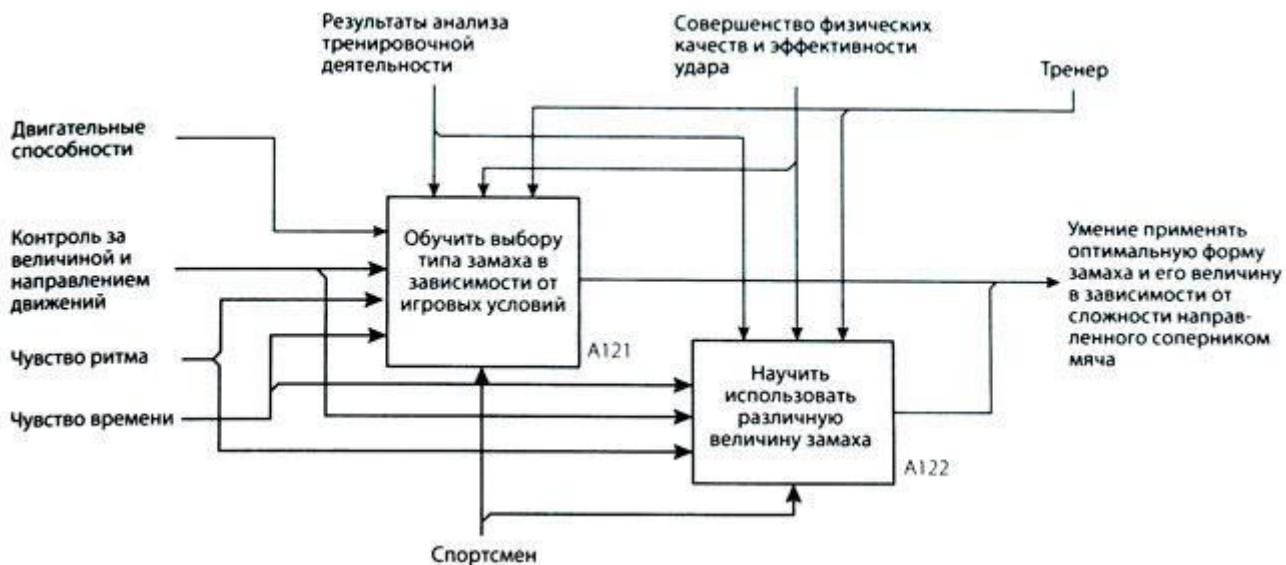 Результаты анализа
тренировочной
деятельности
Совершенство физических
качеств и эффективности
удара
Тренер
Двигательные
способности
Контроль за
величиной и
направлением
движений
Чувство ритма
Чувство времени
Обучить выбору
типа замаха в
зависимости от
игровых условий
А121
Научить
использовать
различную
величину замаха
А122
Умение применять
оптимальную форму
замаха и его величину
в зависимости от
сложности направ-
ленного соперником
мяча
Спортсмен